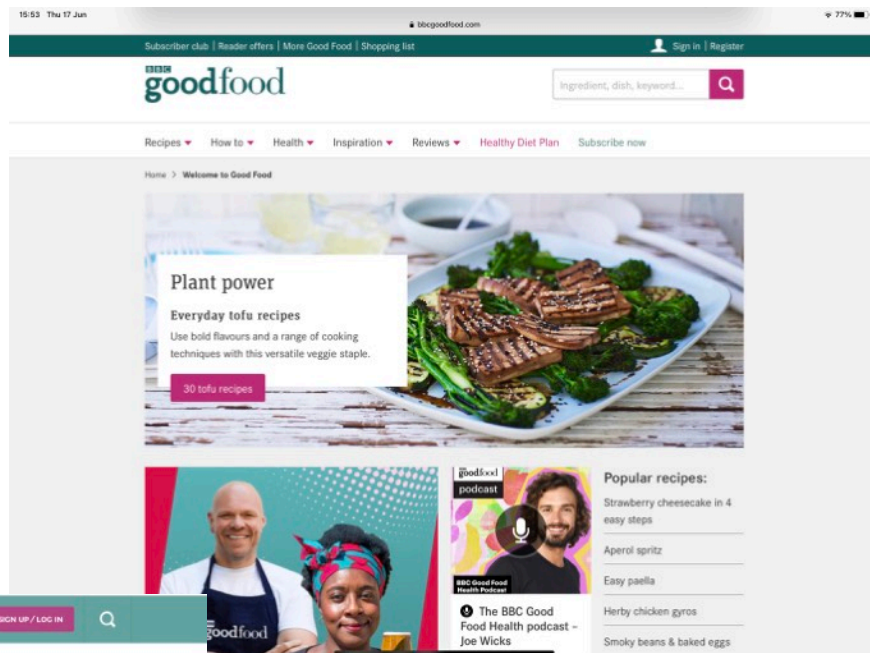 15:53 Thu 17 Jun
bbcgoodfood.com
77%
Subscriber club | Reader offers | More Good Food | Shopping list
Sign in | Register
BBC
goodfood
Ingredient, dish, keyword...
Recipes How to Health Inspiration Reviews Healthy Diet Plan Subscribe now
Home > Welcome to Good Food
Plant power
Everyday tofu recipes
Use bold flavours and a range of cooking
techniques with this versatile veggie staple.
30 tofu recipes
goodfood
goodfood
podcast
BBC Good Food
Health Podcast
The BBC Good
Food Health podcast –
Joe Wicks
Popular recipes:
Strawberry cheesecake in 4
easy steps
Aperol spritz
Easy paella
Herby chicken gyros
Smoky beans & baked eggs
SIGN UP / LOG IN